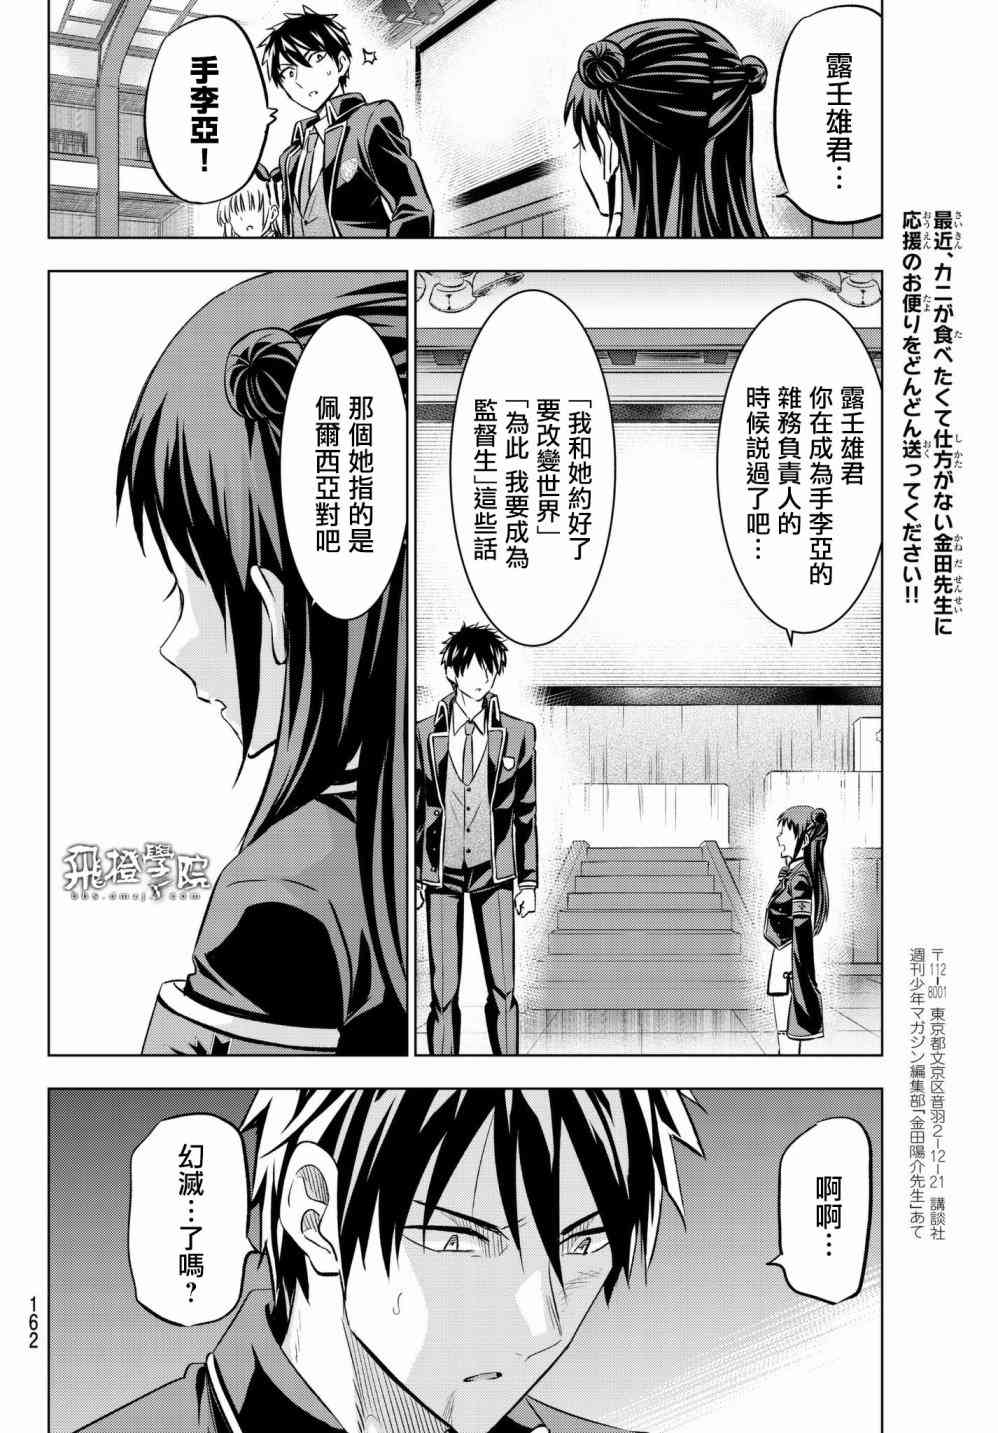 露壬雄君…
手李亞！
露壬雄君
你在成為手李亞的
雜務負責人的
時候説過了吧…
「我和她約好了
要改變世界」
「為此 我要成為
監督生」這些話
那個她指的是
佩爾西亞對吧
啊啊…
幻滅…了嗎?
最近、カニが食べたくて仕方がない金田先生に
応援のお便りをどんどん送ってください!!
〒112-8001 東京都文京区音羽2-12-21 講談社
週刊少年マガジン編集部「金田陽介先生」あて
飛橙學院
bbs.dmzj.com
162